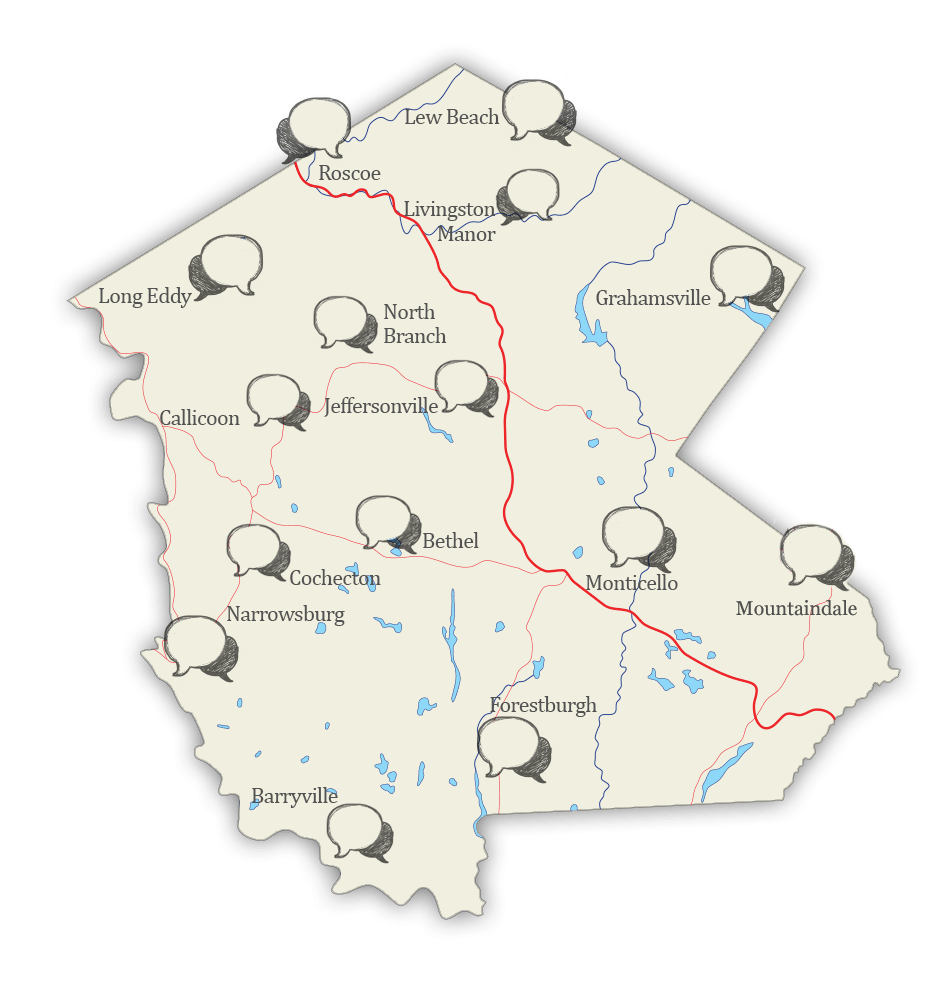 Lew Beach
Roscoe
Livingston
Manor
Long Eddy
Grahamsville
North
Branch
Jeffersonville
Callicoon
Bethel
Cochecton
Monticello
Mountaindale
Narrowsburg
Forestburgh
Barryville